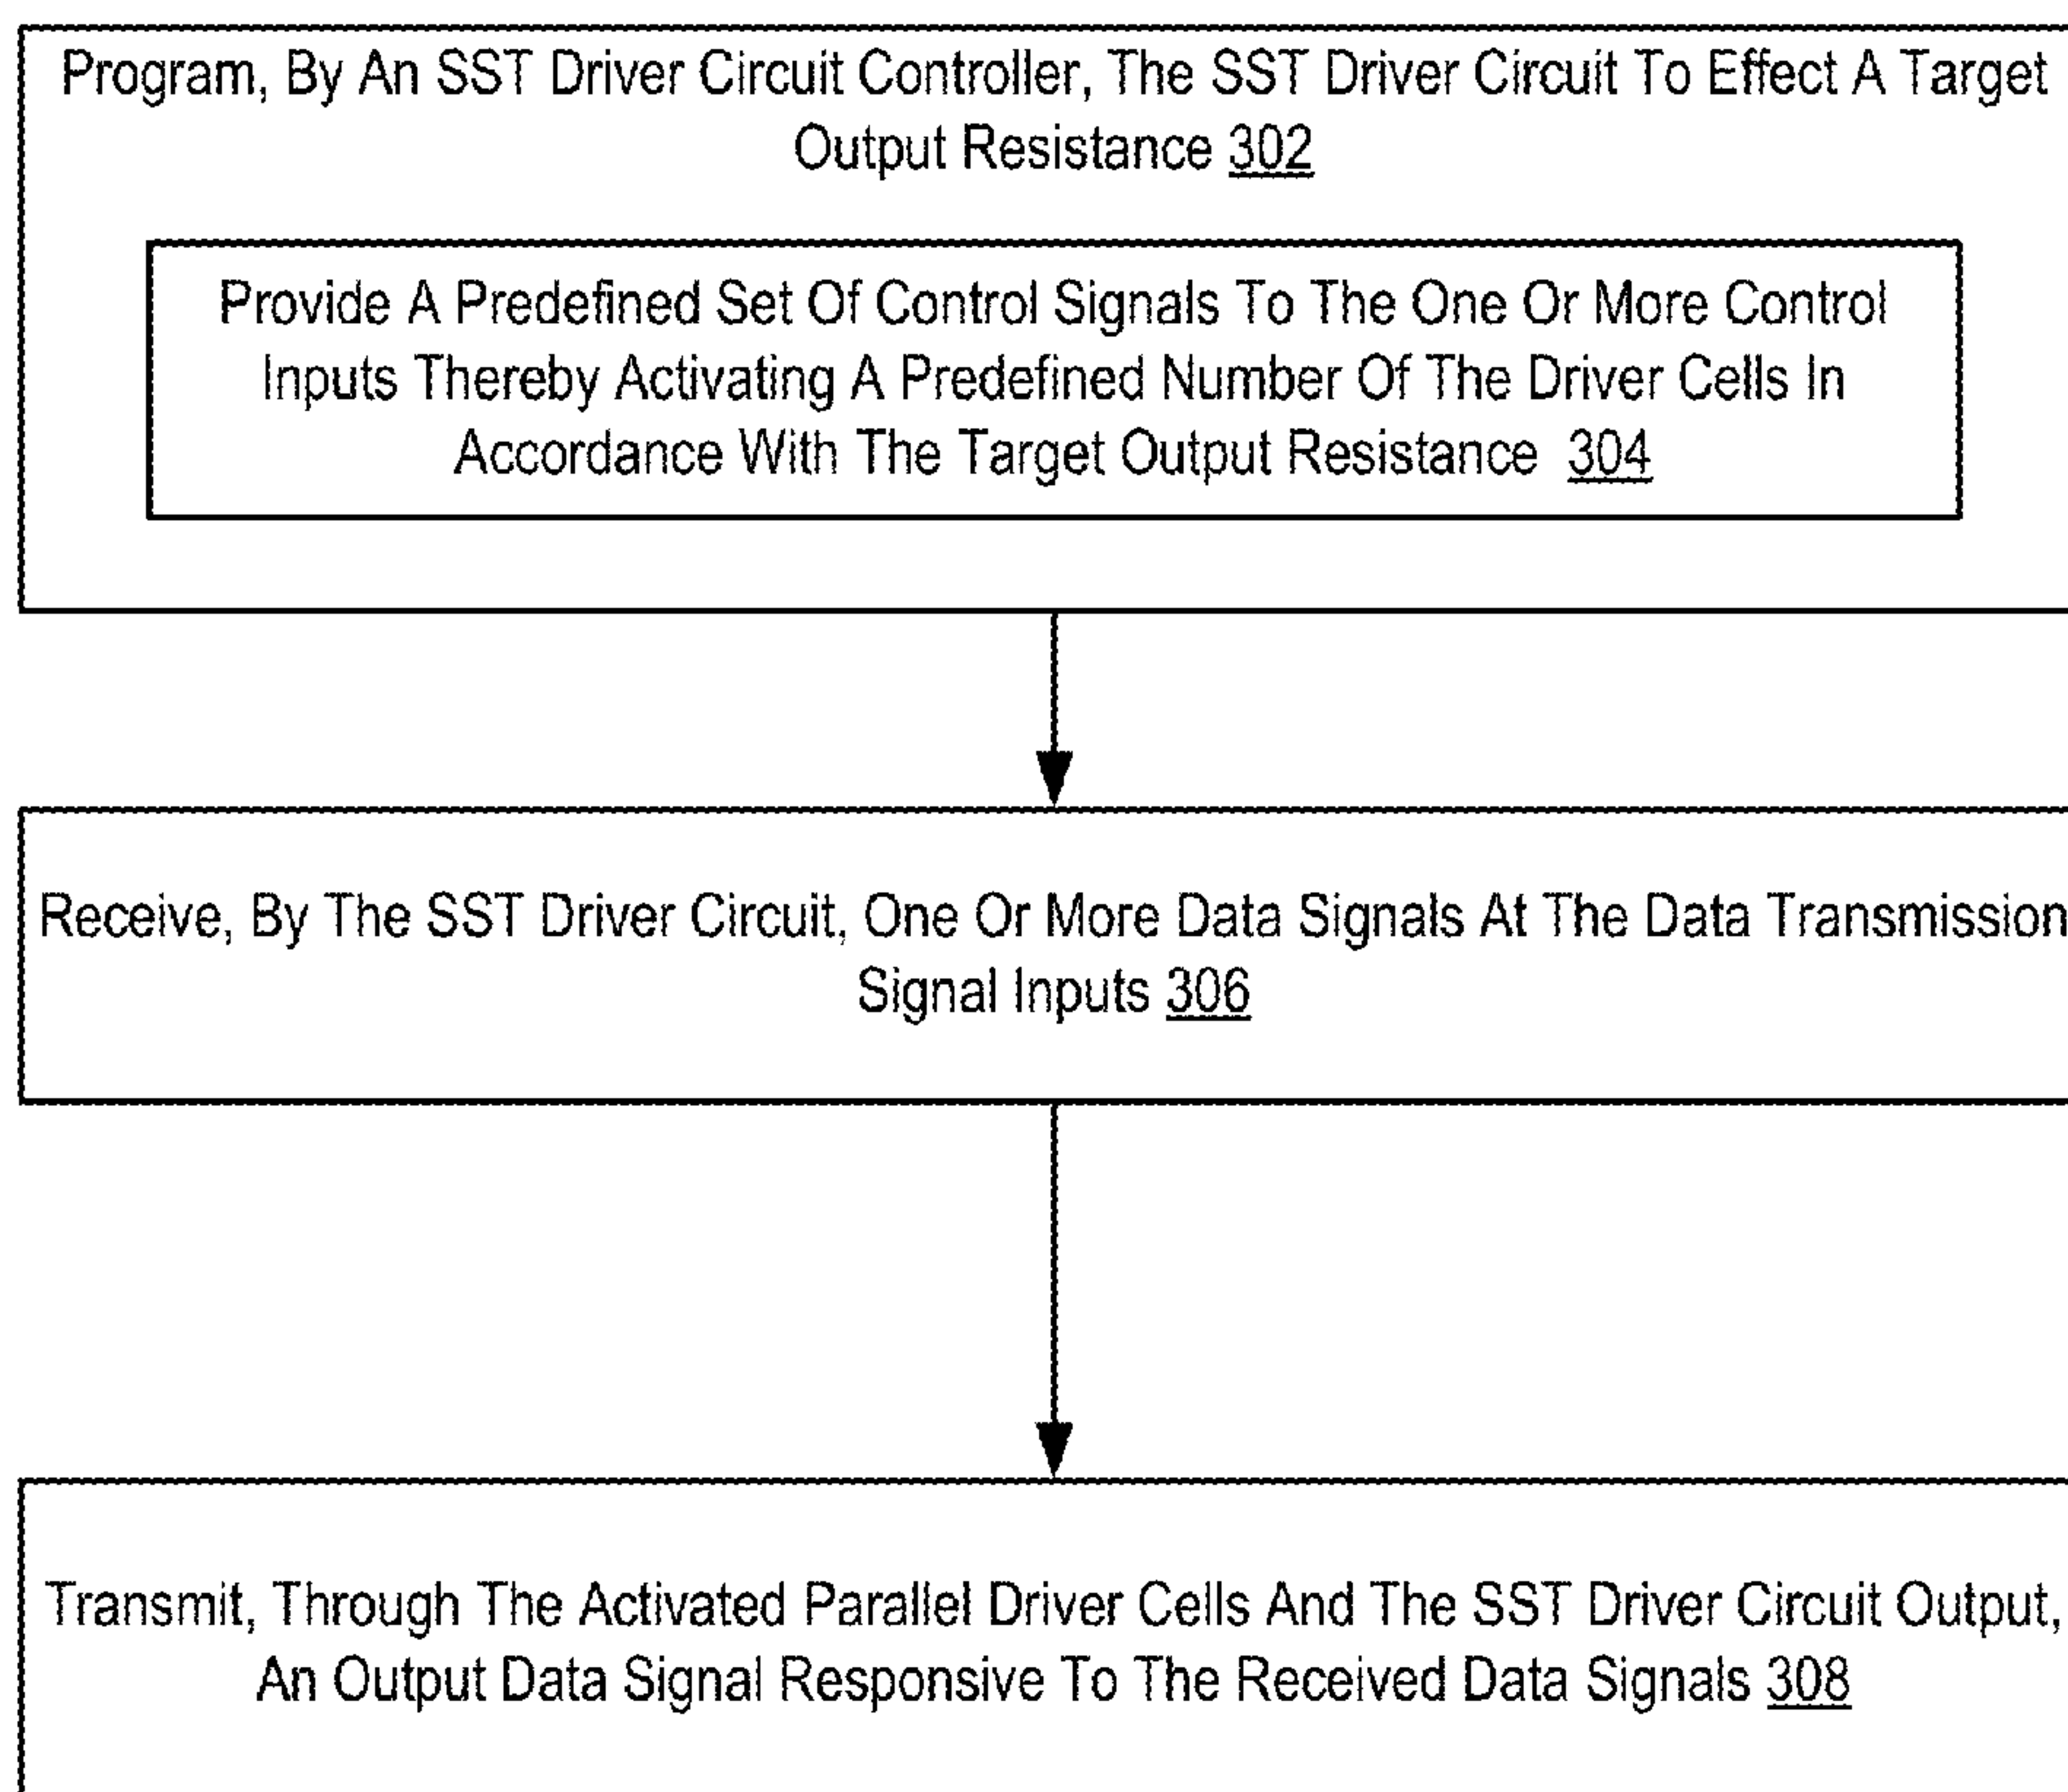 Program, By An SST Driver Circuit Controller, The SST Driver Circuit To Effect A Target
Output Resistance 302
Provide A Predefined Set Of Control Signals To The One Or More Control
Inputs Thereby Activating A Predefined Number Of The Driver Cells In
Accordance With The Target Output Resistance 304
Receive, By The SST Driver Circuit, One Or More Data Signals At The Data Transmission
Signal Inputs 306
Transmit, Through The Activated Parallel Driver Cells And The SST Driver Circuit Output,
An Output Data Signal Responsive To The Received Data Signals 308